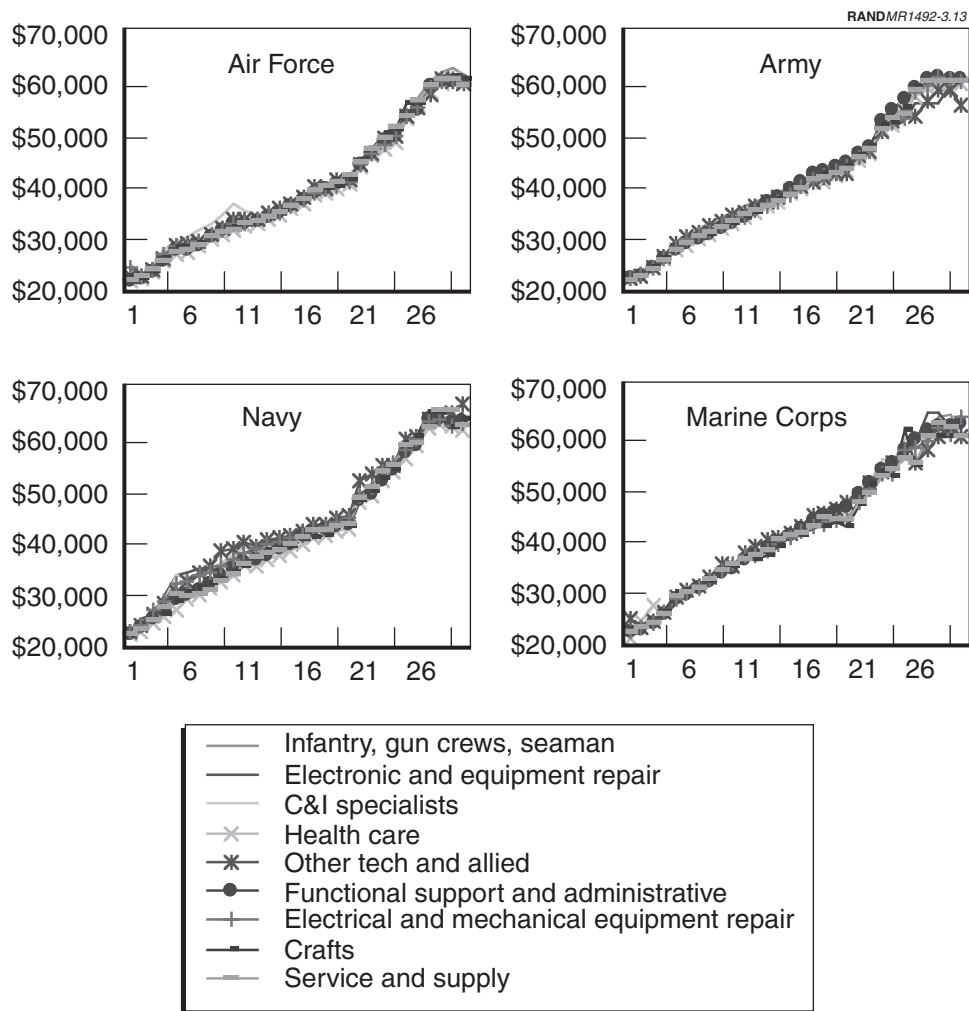 RANDMR1492-3.13
$70,000
$60,000
$50,000
$40,000
$30,000
$20,000
Air Force
1 6 11 16 21 26
$70,000
$60,000
$50,000
$40,000
$30,000
$20,000
Army
1 6 11 16 21 26
$70,000
$60,000
$50,000
$40,000
$30,000
$20,000
Navy
1 6 11 16 21 26
$70,000
$60,000
$50,000
$40,000
$30,000
$20,000
Marine Corps
1 6 11 16 21 26
Infantry, gun crews, seaman
Electronic and equipment repair
C&I specialists
Health care
Other tech and allied
Functional support and administrative
Electrical and mechanical equipment repair
Crafts
Service and supply